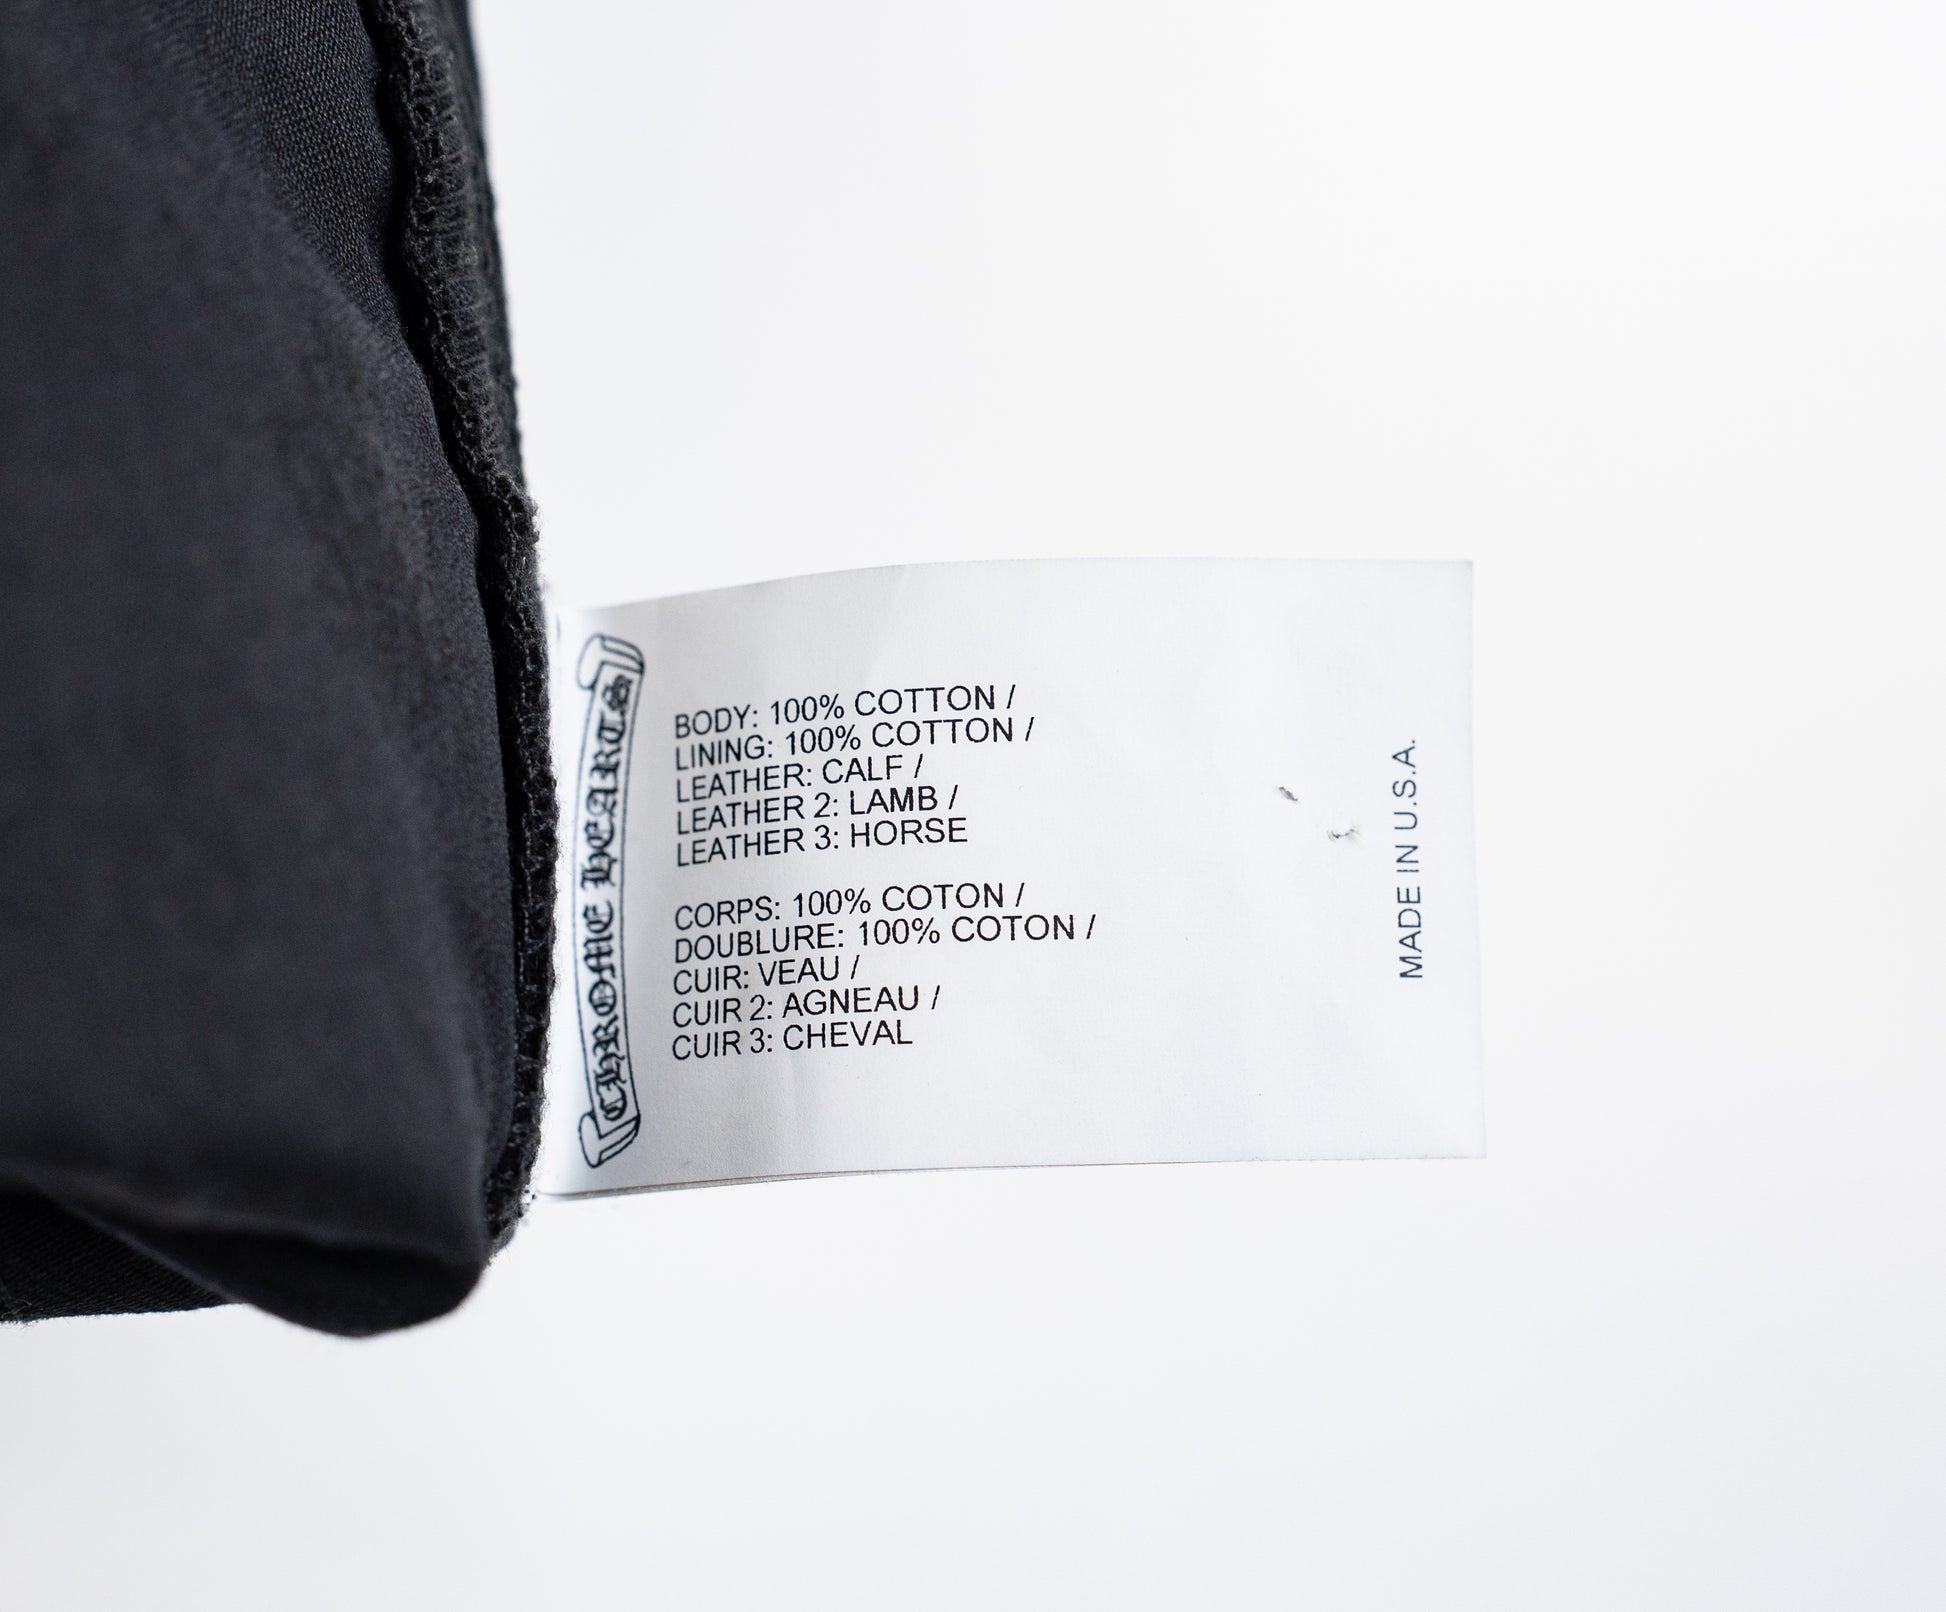 CHROME HEARTS
BODY: 100% COTTON /
LINING: 100% COTTON /
LEATHER: CALF /
LEATHER 2: LAMB /
LEATHER 3: HORSE
CORPS: 100% COTON /
DOUBLURE: 100% COTON /
CUIR: VEAU /
CUIR 2: AGNEAU /
CUIR 3: CHEVAL
MADE IN U.S.A.